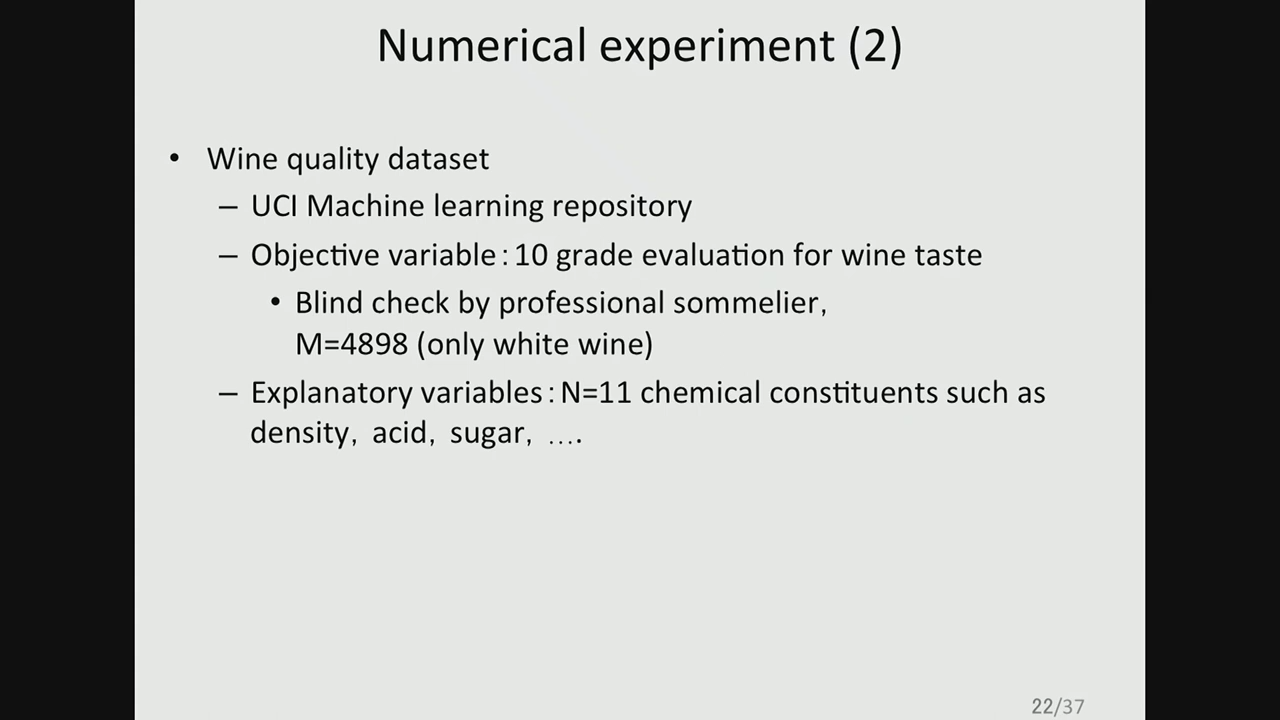 Numerical experiment (2)
• Wine quality dataset
– UCI Machine learning repository
– Objective variable:10 grade evaluation for wine taste
• Blind check by professional sommelier,
M=4898 (only white wine)
– Explanatory variables:N=11 chemical constituents such as
density, acid, sugar, ….
22/37